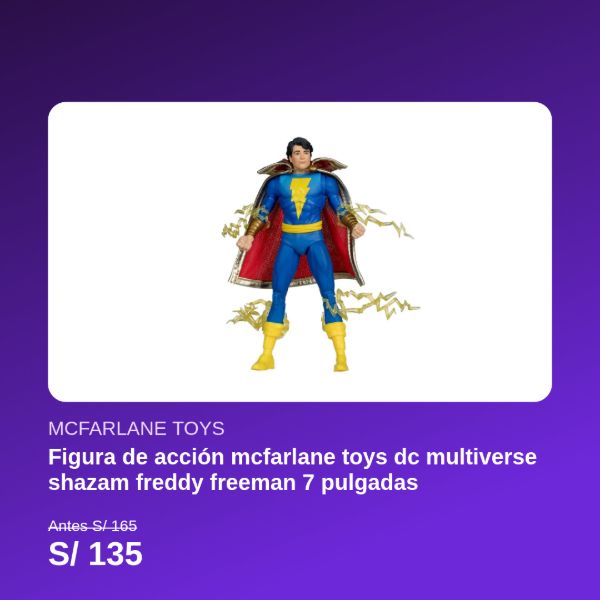 MCFARLANE TOYS
Figura de acción mcfarlane toys dc multiverse
shazam freddy freeman 7 pulgadas
Antes S/ 165
S/ 135